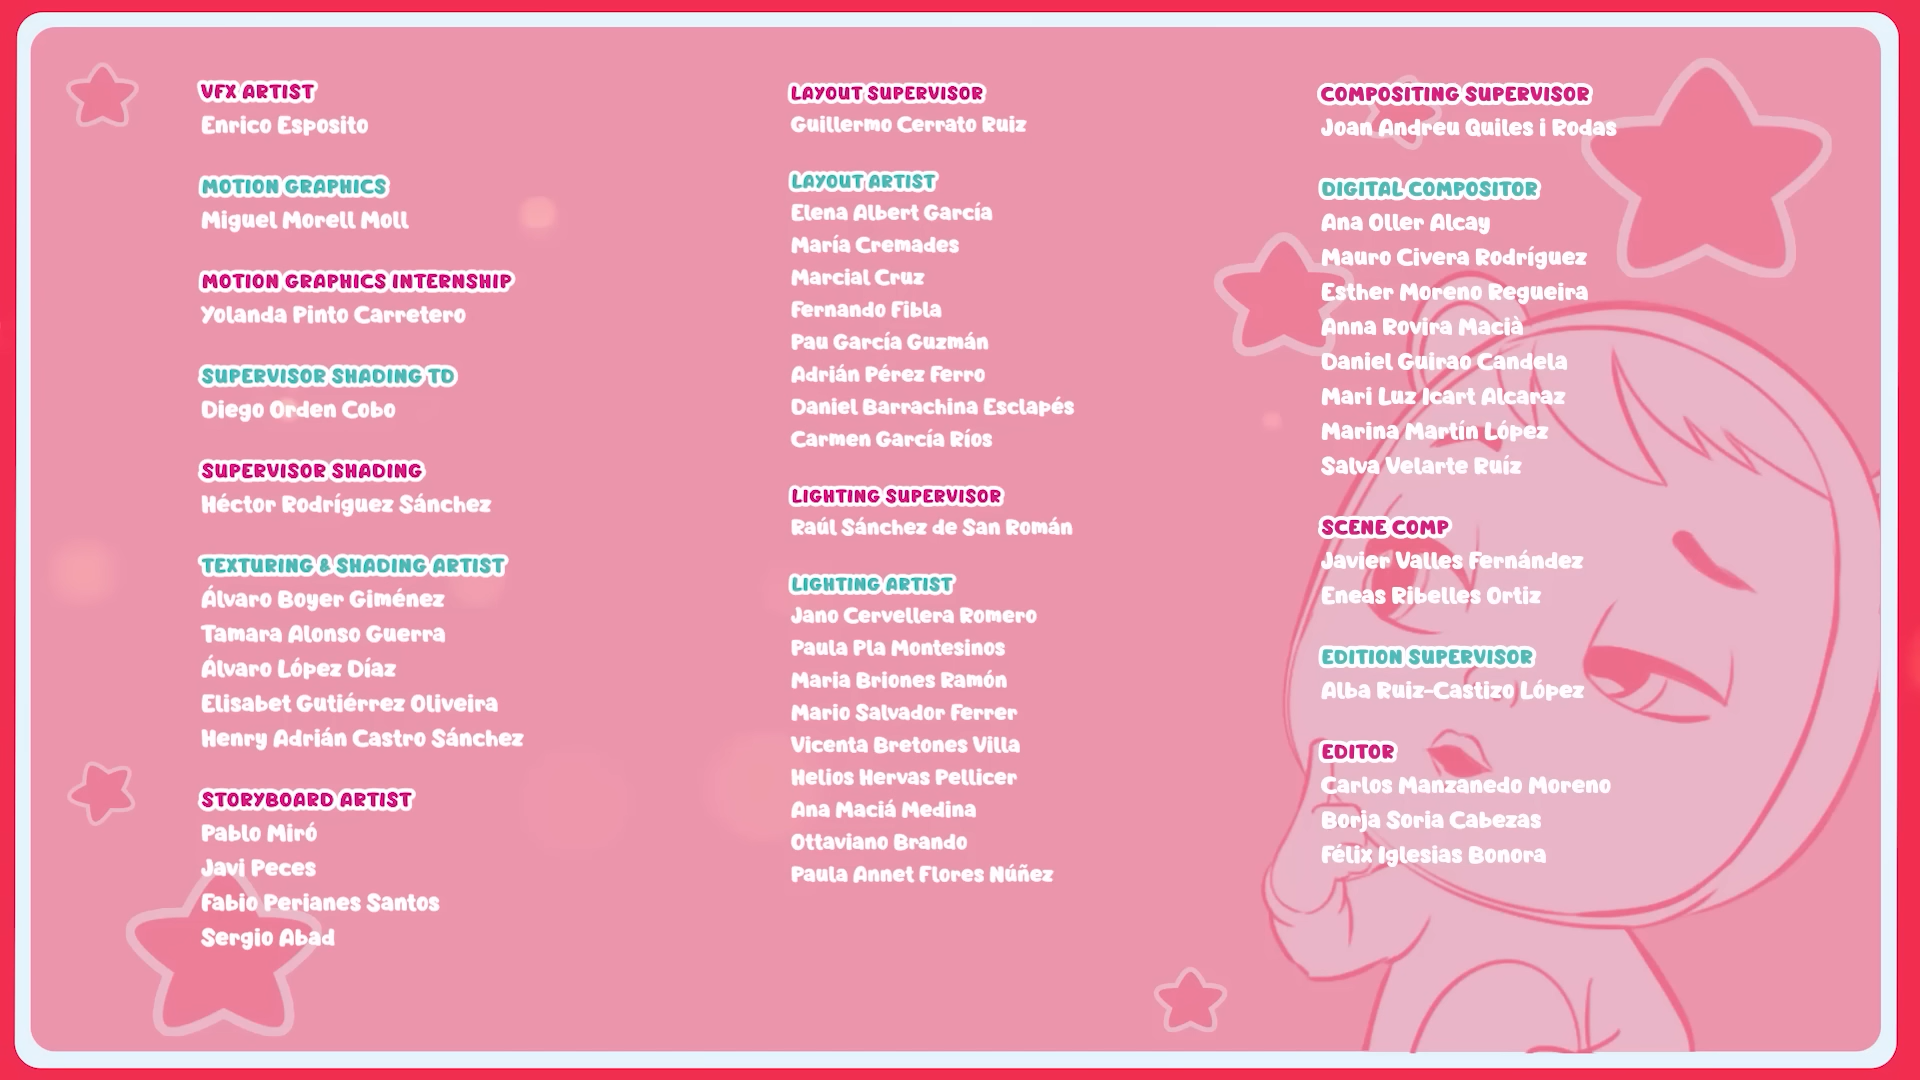 VFX ARTIST
Enrico Esposito
MOTION GRAPHICS
Miguel Morell Moll
MOTION GRAPHICS INTERNSHIP
Yolanda Pinto Carretero
SUPERVISOR SHADING TD
Diego Orden Cobo
SUPERVISOR SHADING
Héctor Rodríguez Sánchez
TEXTURING & SHADING ARTIST
Álvaro Boyer Giménez
Tamara Alonso Guerra
Álvaro López Díaz
Elisabet Gutiérrez Oliveira
Henry Adrián Castro Sánchez
STORYBOARD ARTIST
Pablo Miró
Javi Peces
Fabio Perianes Santos
Sergio Abad
LAYOUT SUPERVISOR
Guillermo Cerrato Ruiz
LAYOUT ARTIST
Elena Albert García
María Cremades
Marcial Cruz
Fernando Fibla
Pau García Guzmán
Adrián Pérez Ferro
Daniel Barrachina Esclapés
Carmen García Ríos
LIGHTING SUPERVISOR
Raúl Sánchez de San Román
LIGHTING ARTIST
Jano Cervellera Romero
Paula Pla Montesinos
Maria Briones Ramón
Mario Salvador Ferrer
Vicenta Bretones Villa
Helios Hervas Pellicer
Ana Maciá Medina
Ottaviano Brando
Paula Annet Flores Núñez
COMPOSITING SUPERVISOR
Joan Andreu Quiles i Rodas
DIGITAL COMPOSITOR
Ana Oller Alcay
Mauro Civera Rodríguez
Esther Moreno Regueira
Anna Rovira Macià
Daniel Guirao Candela
Mari Luz Icart Alcaraz
Marina Martín López
Salva Velarte Ruíz
SCENE COMP
Javier Valles Fernández
Eneas Ribelles Ortiz
EDITION SUPERVISOR
Alba Ruiz-Castizo López
EDITOR
Carlos Manzanedo Moreno
Borja Soria Cabezas
Félix Iglesias Bonora